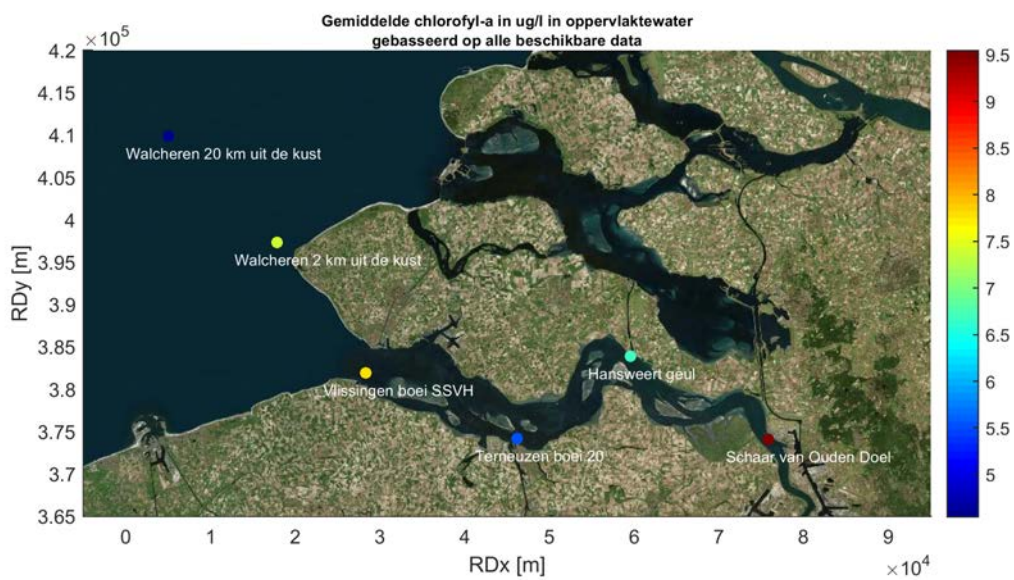 Gemiddelde chlorofyl-a in ug/l in oppervlaktewater
gebasseerd op alle beschikbare data
×10⁵
4.2
4.15
4.1
4.05
4
3.95
3.9
3.85
3.8
3.75
3.7
3.65
RDy [m]
Walcheren 20 km uit de kust
Walcheren 2 km uit de kust
Vlissingen boei SSVH
Hansweert geul
Terneuzen boei 20
Schaar van Ouden Doel
0 1 2 3 4 5 6 7 8 9
RDx [m]
×10⁴
9.5
9
8.5
8
7.5
7
6.5
6
5.5
5